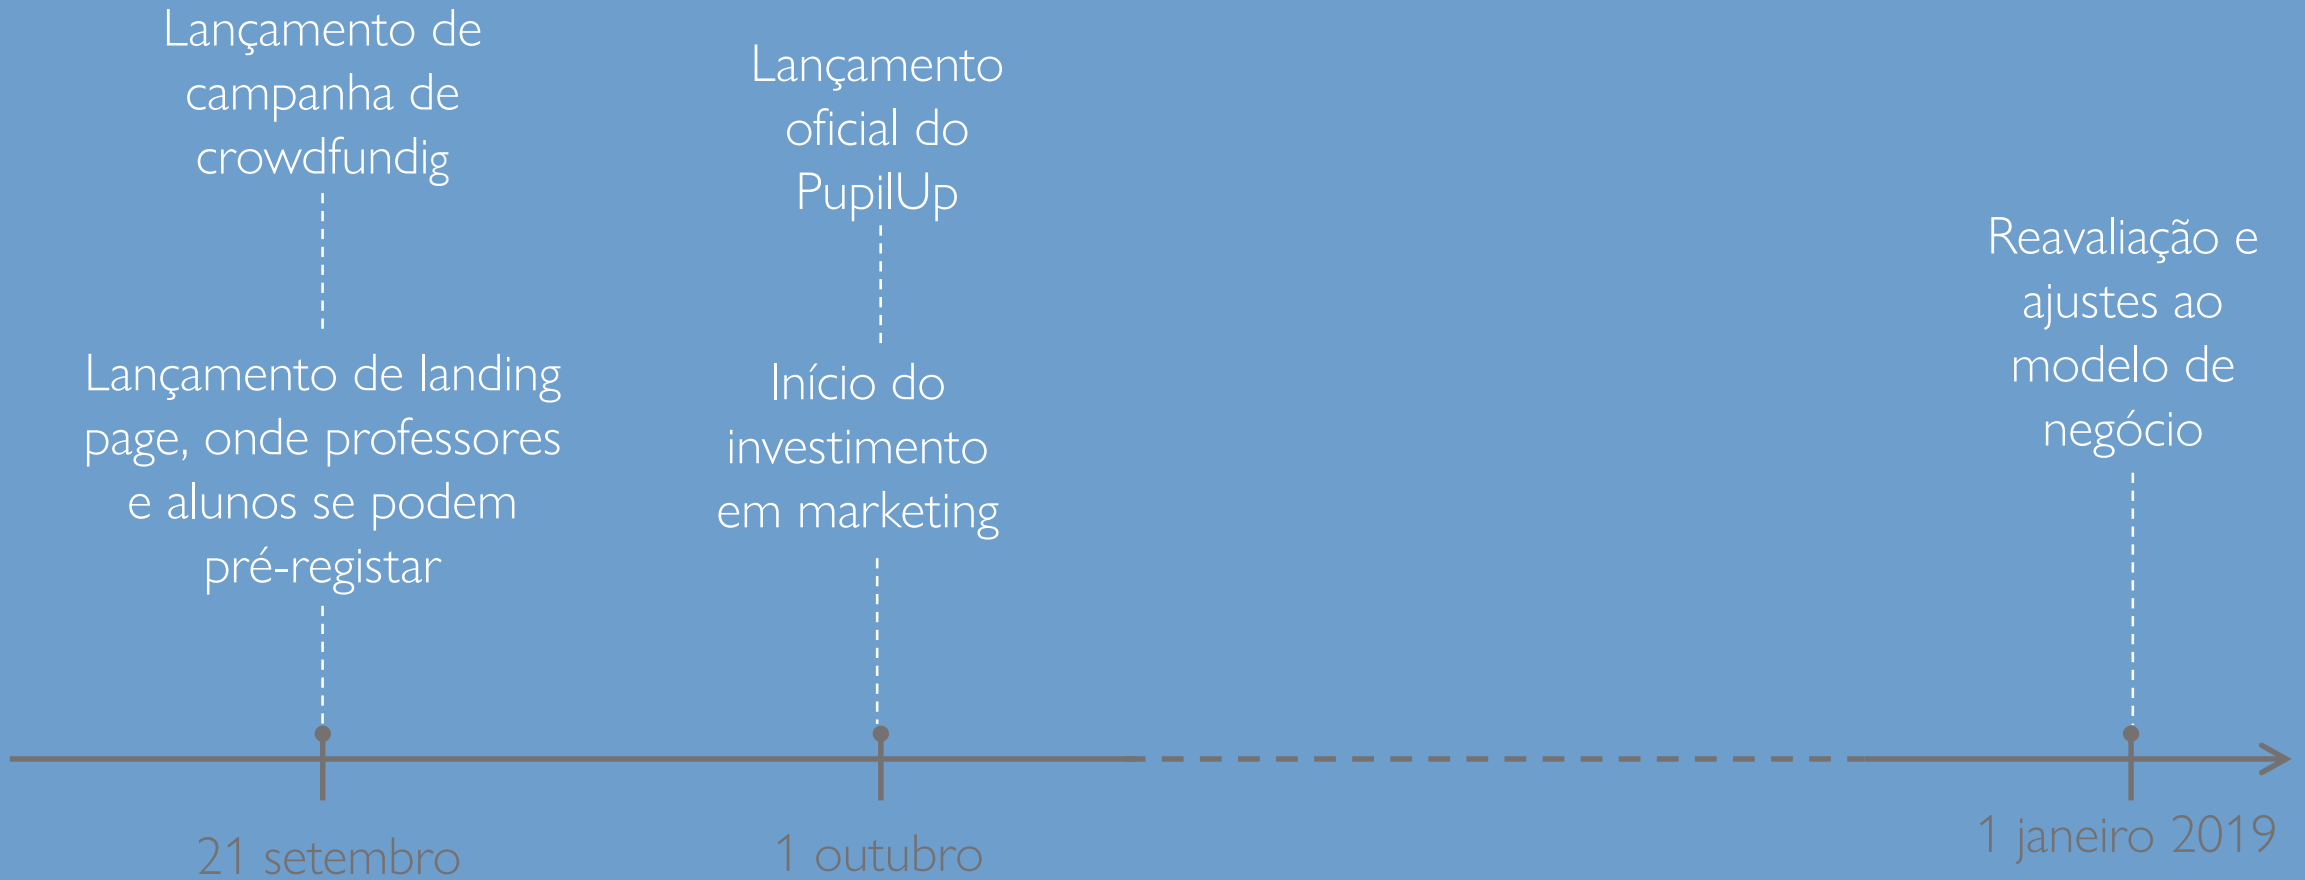 Lançamento de
campanha de
crowdfundig
Lançamento de landing
page, onde professores
e alunos se podem
pré-registar
21 setembro
Lançamento
oficial do
PupilUp
Início do
investimento
em marketing
1 outubro
Reavaliação e
ajustes ao
modelo de
negócio
1 janeiro 2019